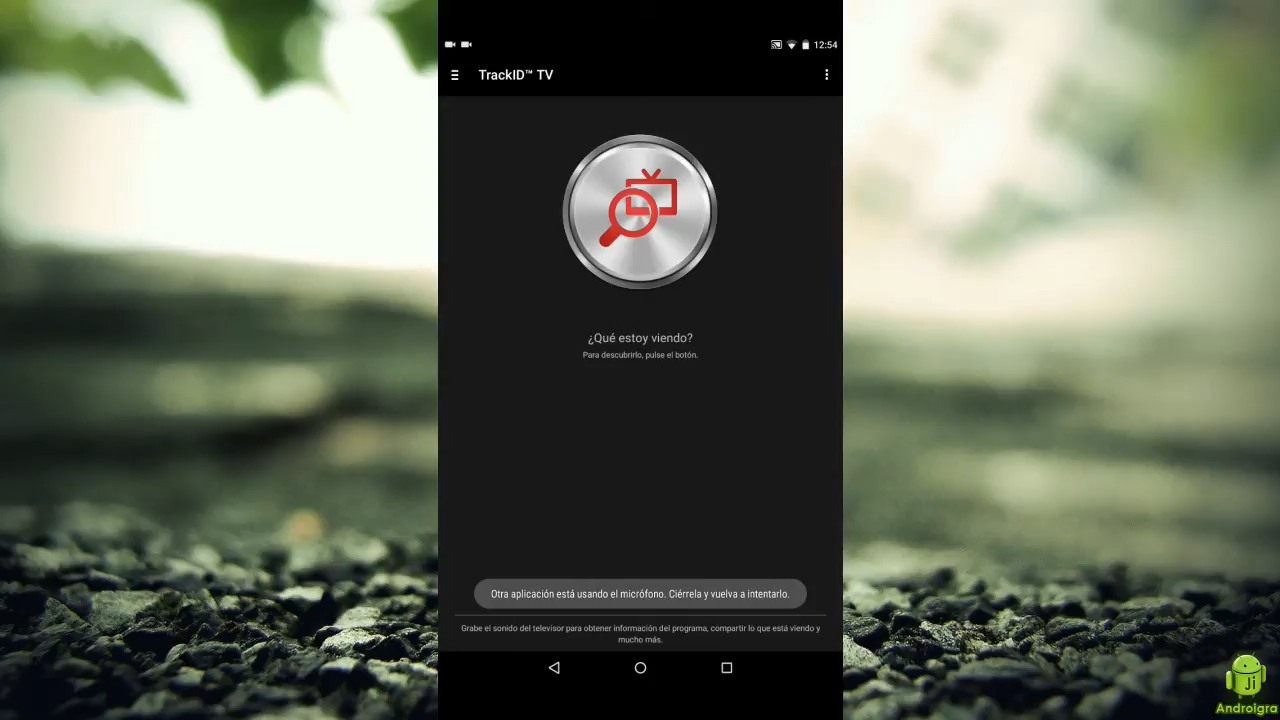 12:54
TrackID™ TV
¿Qué estoy viendo?
Para descubrirlo, pulse el botón.
Otra aplicación está usando el micrófono. Ciérrela y vuelva a intentarlo.
Grabe el sonido del televisor para obtener información del programa, compartir lo que está viendo y
mucho más.
Ji
Androigra